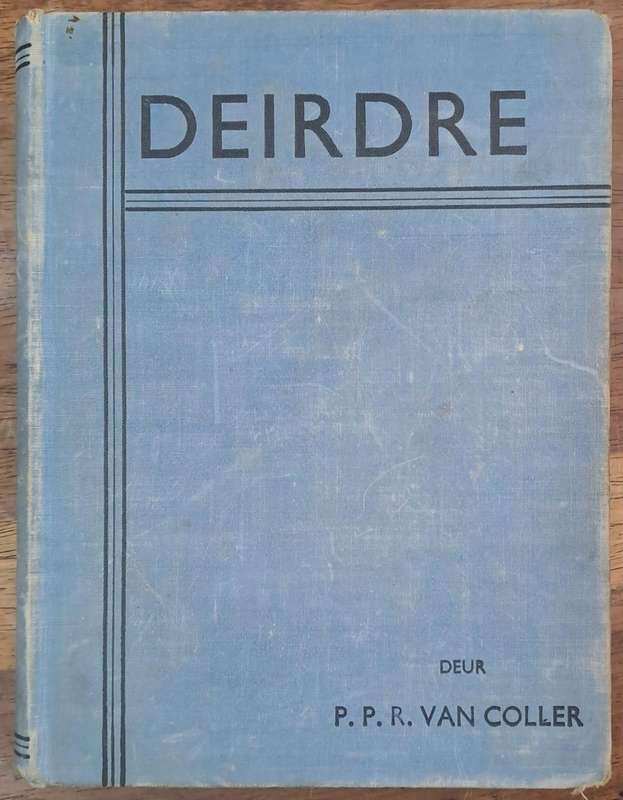 DEIRDRE
DEUR
P. P. R. VAN COLLER